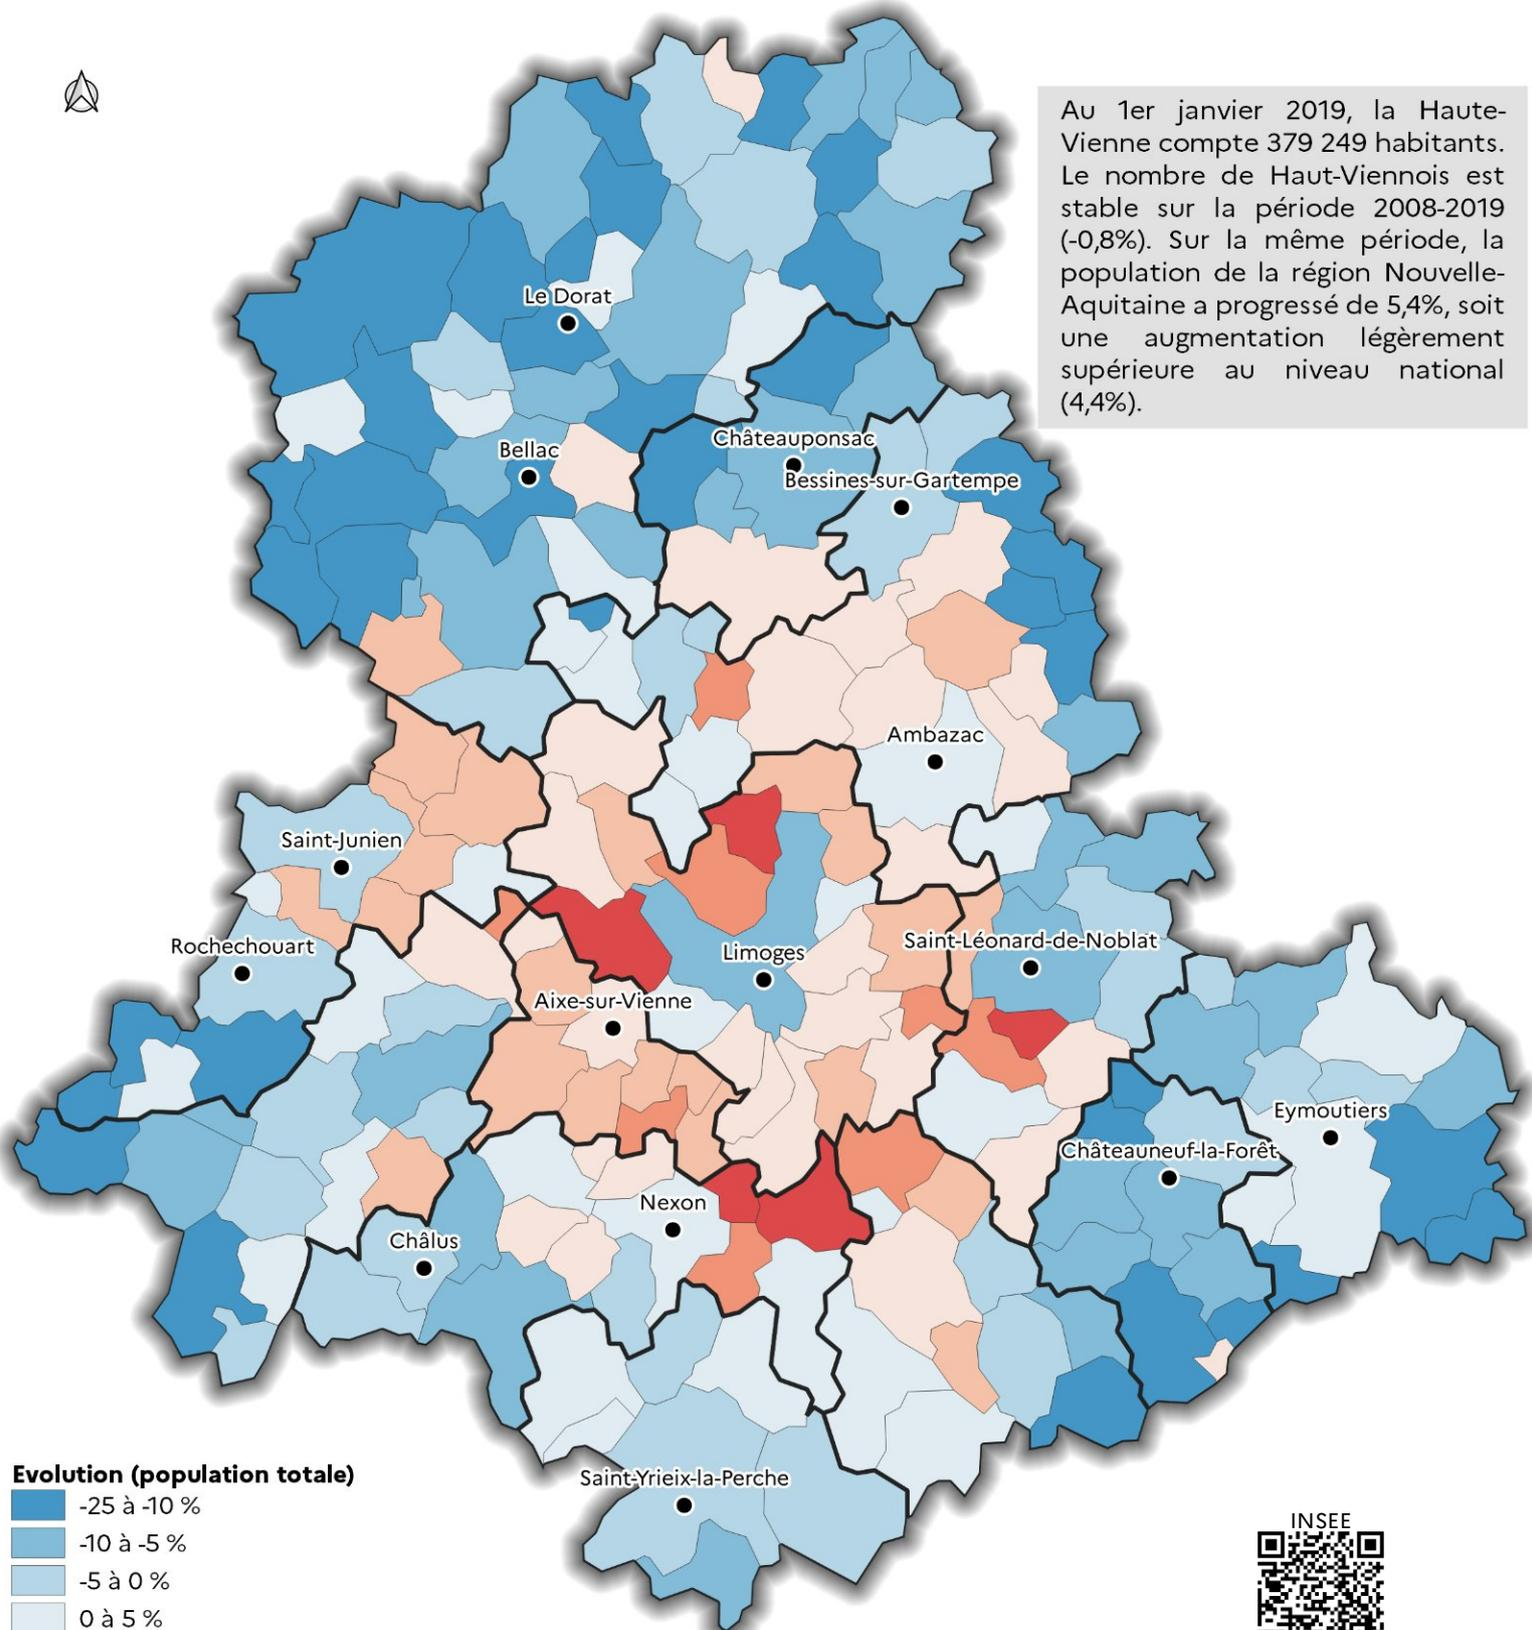 Au 1er janvier 2019, la Haute-
Vienne compte 379 249 habitants.
Le nombre de Haut-Viennois est
stable sur la période 2008-2019
(-0,8%). Sur la même période, la
population de la région Nouvelle-
Aquitaine a progressé de 5,4%, soit
une augmentation légèrement
supérieure au niveau national
(4,4%).
Le Dorat
Châteauponsac
Bellac
Bessines-sur-Gartempe
Ambazac
Saint-Junien
Rochechouart
Limoges
Saint-Léonard-de-Noblat
Aixe-sur-Vienne
Eymoutiers
Châteauneuf-la-Forêt
Nexon
Châlus
Saint-Yrieix-la-Perche
Evolution (population totale)
-25 à -10 %
-10 à -5 %
-5 à 0 %
0 à 5 %
INSEE